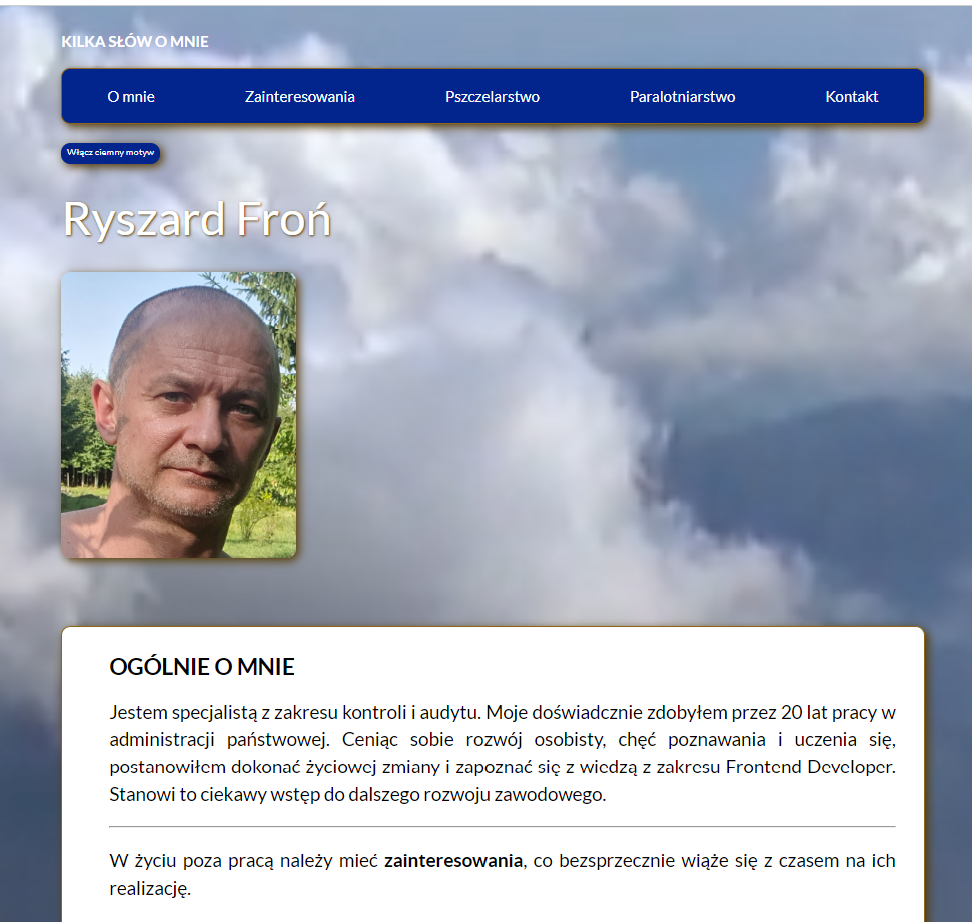 KILKA SŁÓW O MNIE
O mnie Zainteresowania Pszczelarstwo Paralotniarstwo Kontakt
Włącz ciemny motyw
Ryszard Froń
OGÓLNIE O MNIE
Jestem specjalistą z zakresu kontroli i audytu. Moje doświadcznie zdobyłem przez 20 lat pracy w
administracji państwowej. Ceniąc sobie rozwój osobisty, chęć poznawania i uczenia się,
postanowiłem dokonać życiowej zmiany i zapoznać się z wiedzą z zakresu Frontend Developer.
Stanowi to ciekawy wstęp do dalszego rozwoju zawodowego.
W życiu poza pracą należy mieć zainteresowania, co bezsprzecznie wiąże się z czasem na ich
realizację.